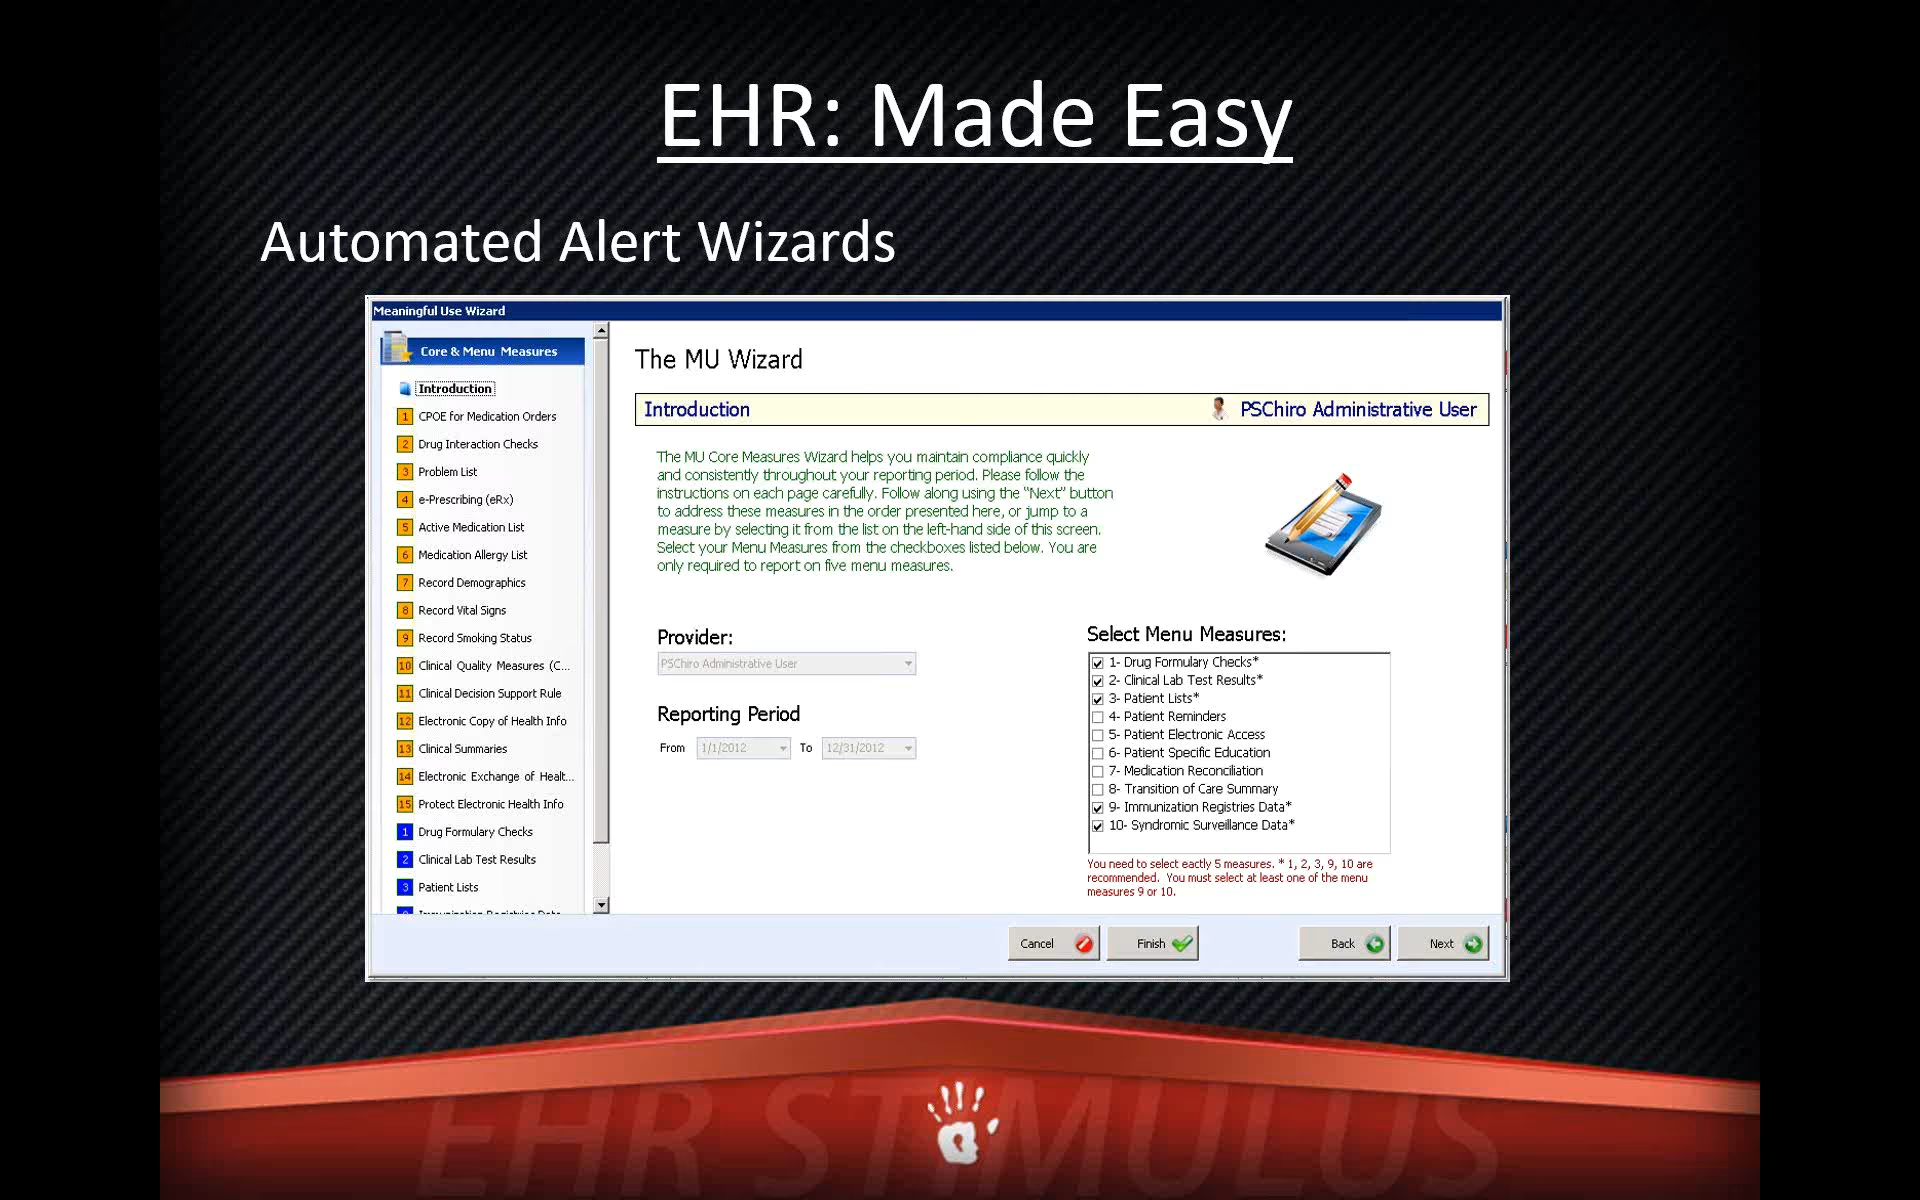 EHR: Made Easy
Automated Alert Wizards
Meaningful Use Wizard
Core & Menu Measures
Introduction
1 CPOE for Medication Orders
2 Drug Interaction Checks
3 Problem List
4 e-Prescribing (eRx)
5 Active Medication List
6 Medication Allergy List
7 Record Demographics
8 Record Vital Signs
9 Record Smoking Status
10 Clinical Quality Measures (C...
11 Clinical Decision Support Rule
12 Electronic Copy of Health Info
13 Clinical Summaries
14 Electronic Exchange of Healt...
15 Protect Electronic Health Info
1 Drug Formulary Checks
2 Clinical Lab Test Results
3 Patient Lists
The MU Wizard
Introduction
PSChiro Administrative User
The MU Core Measures Wizard helps you maintain compliance quickly
and consistently throughout your reporting period. Please follow the
instructions on each page carefully. Follow along using the "Next" button
to address these measures in the order presented here, or jump to a
measure by selecting it from the list on the left-hand side of this screen.
Select your Menu Measures from the checkboxes listed below. You are
only required to report on five menu measures.
Provider:
PSChiro Administrative User
Reporting Period
From 1/1/2012 To 12/31/2012
Select Menu Measures:
1- Drug Formulary Checks*
2- Clinical Lab Test Results*
3- Patient Lists*
4- Patient Reminders
5- Patient Electronic Access
6- Patient Specific Education
7- Medication Reconciliation
8- Transition of Care Summary
9- Immunization Registries Data*
10- Syndromic Surveillance Data*
You need to select eactly 5 measures. * 1, 2, 3, 9, 10 are
recommended. You must select at least one of the menu
measures 9 or 10.
Cancel
Finish
Back
Next
EHR STIMULUS